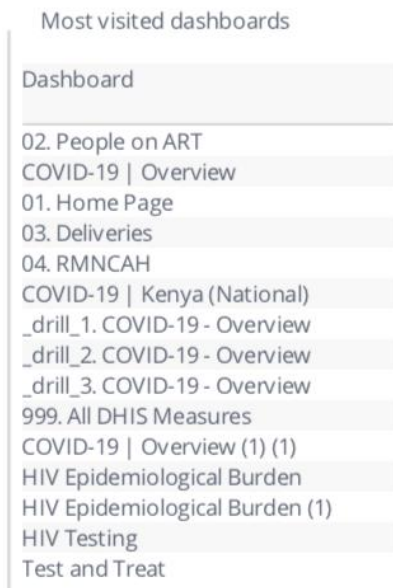 Most visited dashboards
Dashboard
02. People on ART
COVID-19 | Overview
01. Home Page
03. Deliveries
04. RMNCAH
COVID-19 | Kenya (National)
_drill_1. COVID-19 - Overview
_drill_2. COVID-19 - Overview
_drill_3. COVID-19 - Overview
999. All DHIS Measures
COVID-19 | Overview (1) (1)
HIV Epidemiological Burden
HIV Epidemiological Burden (1)
HIV Testing
Test and Treat